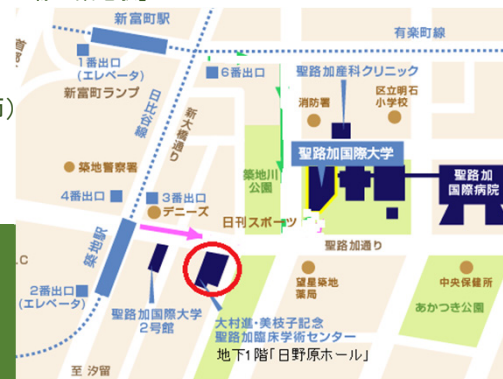 新富町駅
有楽町線
1番出口
(エレベータ)
新富町ランプ
6番出口
聖路加産科クリニック
消防署
区立明石
小学校
日比谷線
新大橋通り
聖路加国際大学
聖路加
国際病院
築地警察署
築地川
公園
4番出口
3番出口
デニーズ
日刊スポーツ
聖路加通り
築地駅
2番出口
(エレベータ)
聖路加国際大学
2号館
望星築地
薬局
中央保健所
あかつき公園
大村進・美枝子記念
聖路加臨床学術センター
地下1階「日野原ホール」
至 汐留